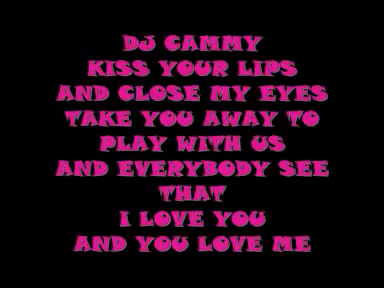 DJ CAMMY
KISS YOUR LIPS
AND CLOSE MY EYES
TAKE YOU AWAY TO
PLAY WITH US
AND EVERYBODY SEE
THAT
I LOVE YOU
AND YOU LOVE ME